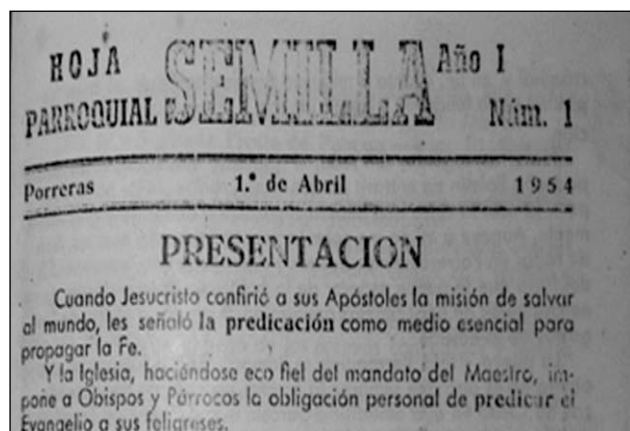 HOJA PARROQUIAL
SEMILLA
Año I
Núm. 1
Porreras 1.º de Abril 1954
PRESENTACION
Cuando Jesucristo confirió a sus Apóstoles la misión de salvar
al mundo, les señaló la predicación como medio esencial para
propagar la Fe.
Y la Iglesia, haciéndose eco fiel del mandato del Maestro, im-
pone a Obispos y Párrocos la obligación personal de predicar el
Evangelio a sus feligreses.